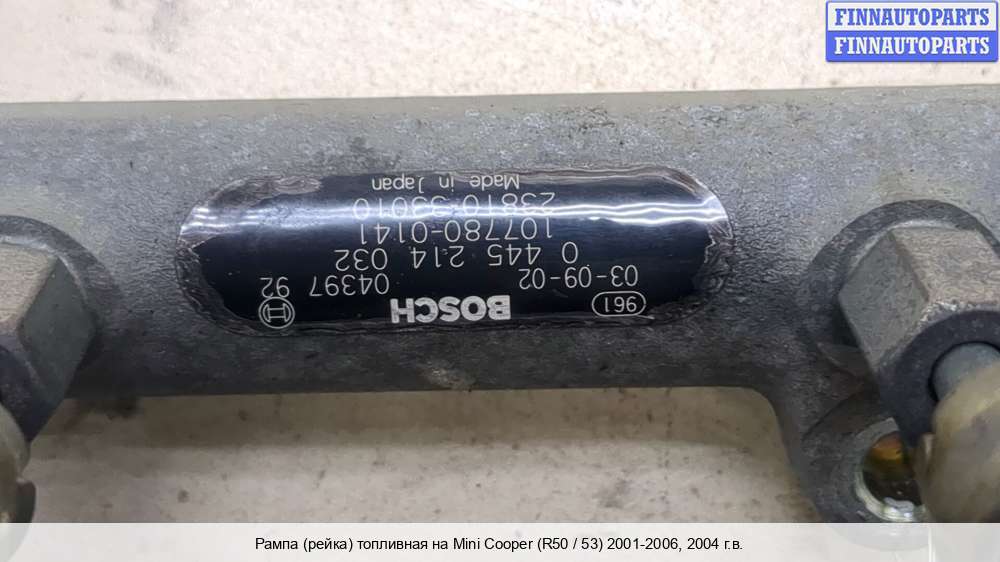 FINNAUTOPARTS
FINNAUTOPARTS
961 BOSCH
03-09-02 04397 92
0 445 214 032
107780-0141
23810-33010
Made in Japan
Рампа (рейка) топливная на Mini Cooper (R50 / 53) 2001-2006, 2004 г.в.